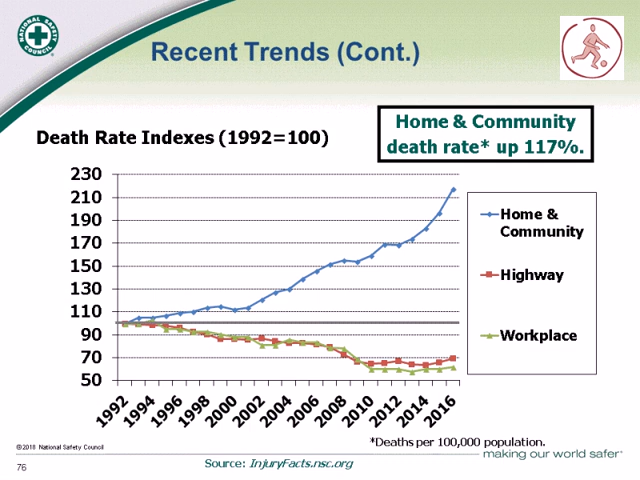 NATIONAL SAFETY
COUNCIL
Recent Trends (Cont.)
Home & Community
death rate* up 117%.
Death Rate Indexes (1992=100)
230
210
190
170
150
130
110
90
70
50
1992
1994
1996
1998
2000
2002
2004
2006
2008
2010
2012
2014
2016
Home &
Community
Highway
Workplace
*Deaths per 100,000 population.
©2018 National Safety Council
making our world safer
76
Source: InjuryFacts.nsc.org